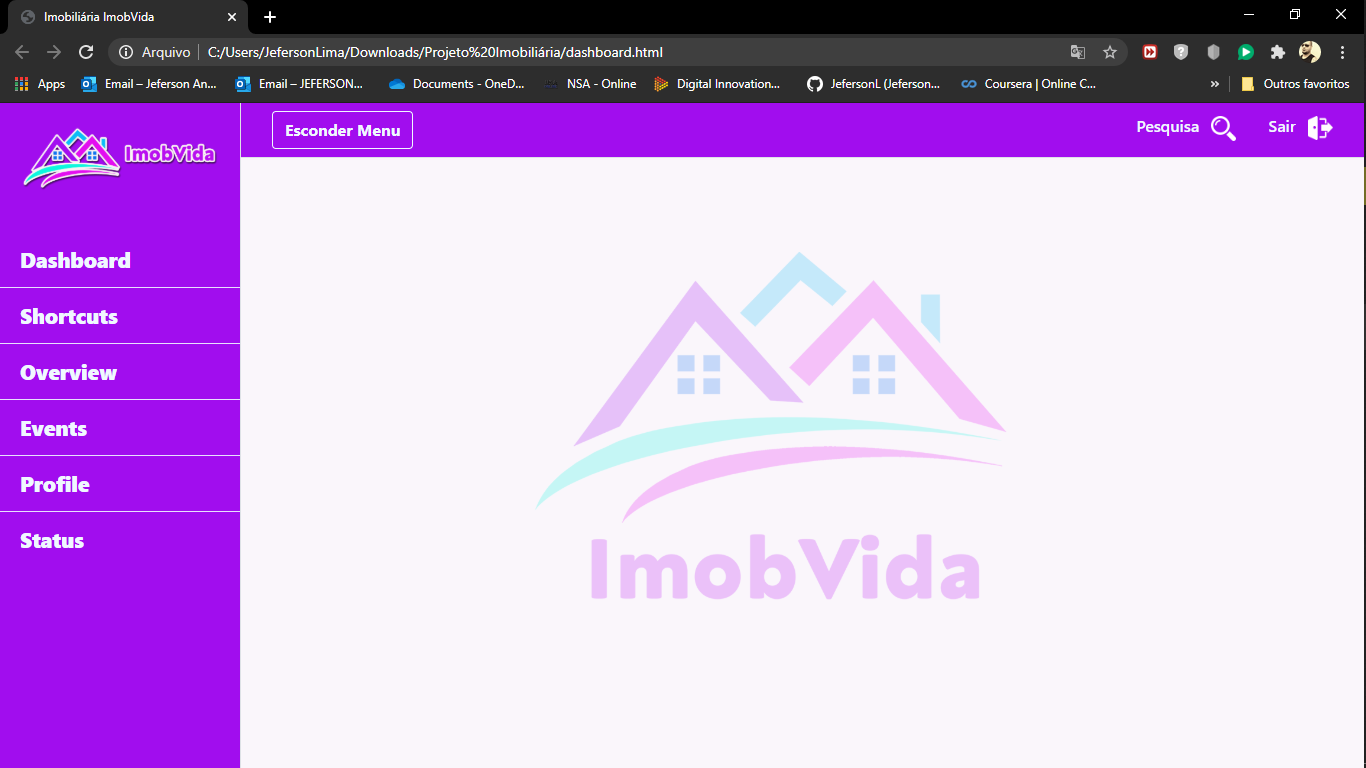 Imobiliária ImobVida
Arquivo C:/Users/JefersonLima/Downloads/Projeto%20Imobiliária/dashboard.html
Apps Email – Jeferson An... Email – JEFERSON... Documents - OneD... NSA - Online Digital Innovation... JefersonL (Jeferson... Coursera | Online C... » Outros favoritos
ImobVida
Esconder Menu Pesquisa Sair
Dashboard
Shortcuts
Overview
Events
Profile
Status
ImobVida